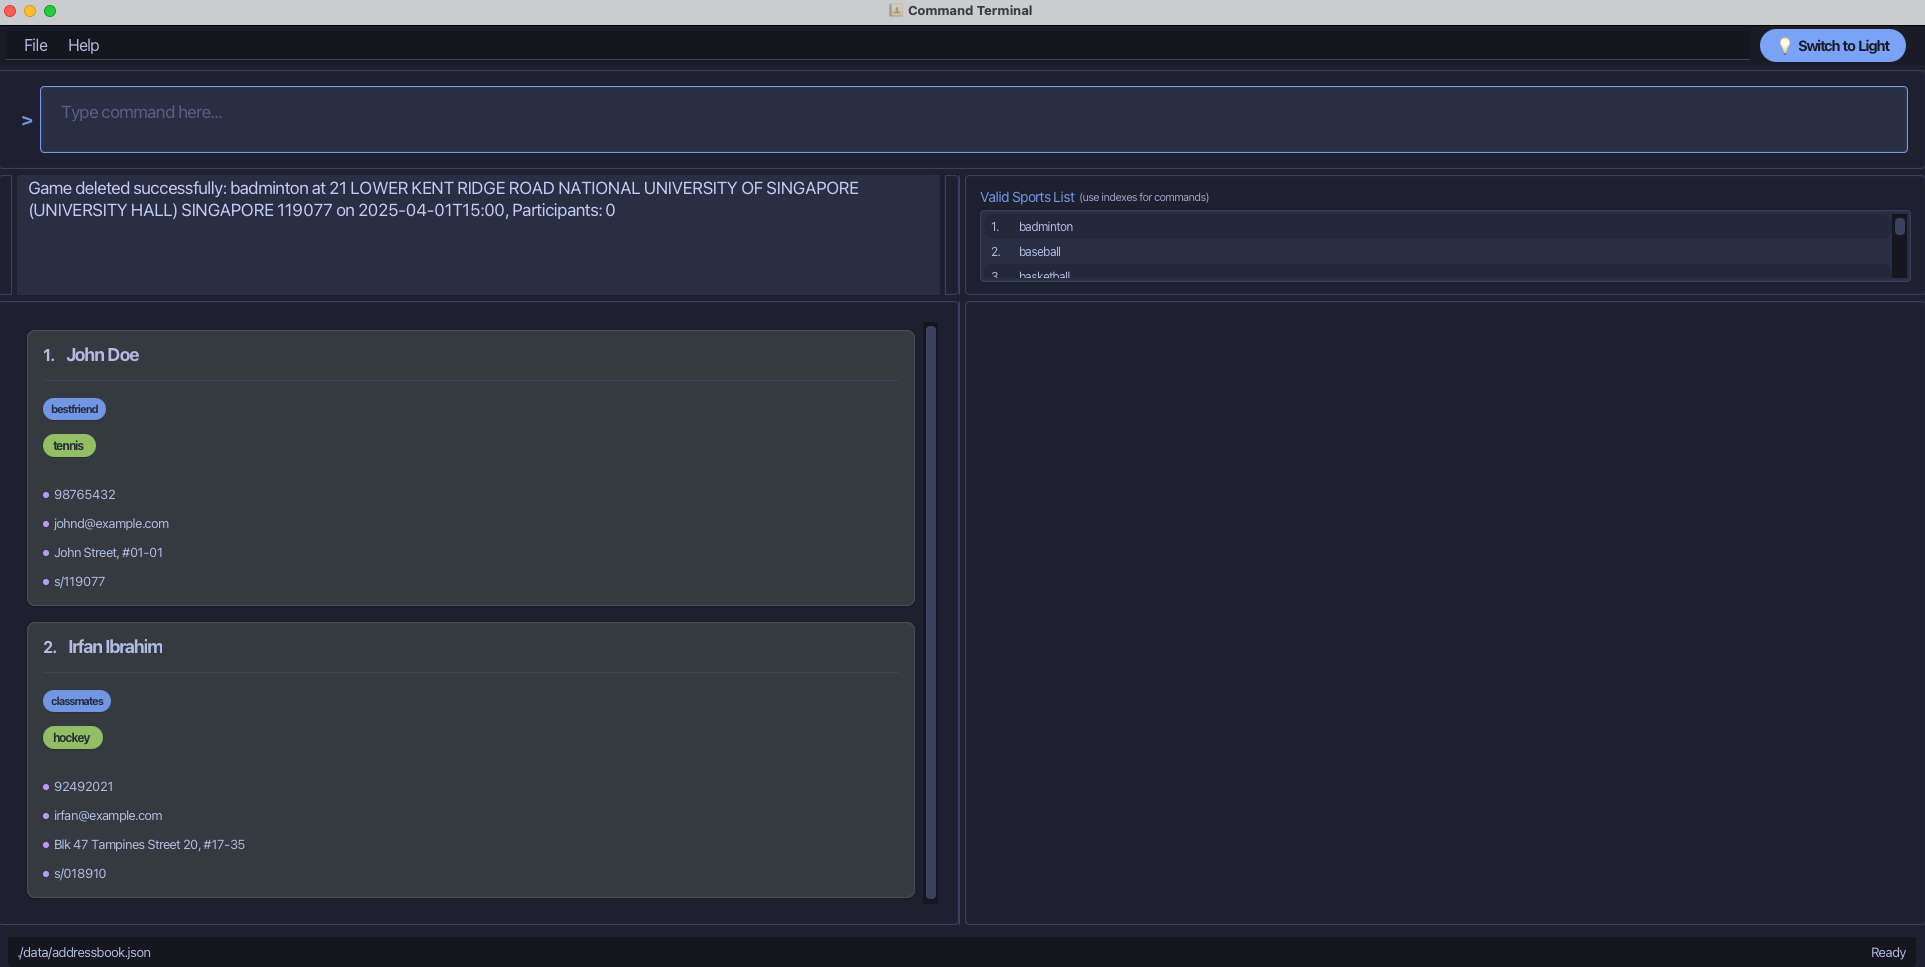 Command Terminal
File Help
Switch to Light
> Type command here...
Game deleted successfully: badminton at 21 LOWER KENT RIDGE ROAD NATIONAL UNIVERSITY OF SINGAPORE
(UNIVERSITY HALL) SINGAPORE 119077 on 2025-04-01T15:00, Participants: 0
Valid Sports List (use indexes for commands)
1. badminton
2. baseball
3. basketball
1. John Doe
bestfriend
tennis
98765432
johnd@example.com
John Street, #01-01
s/119077
2. Irfan Ibrahim
classmates
hockey
92492021
irfan@example.com
Blk 47 Tampines Street 20, #17-35
s/018910
./data/addressbook.json
Ready